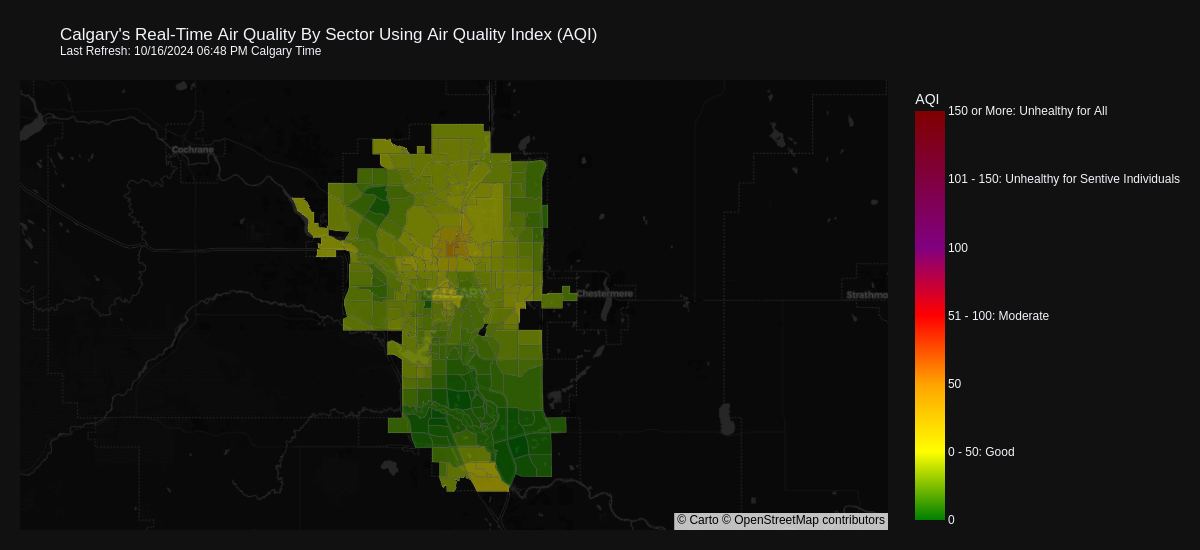 Calgary's Real-Time Air Quality By Sector Using Air Quality Index (AQI)
Last Refresh: 10/16/2024 06:48 PM Calgary Time
AQI
150 or More: Unhealthy for All
101 - 150: Unhealthy for Sentive Individuals
100
51 - 100: Moderate
50
0 - 50: Good
0
Cochrane
CALGARY
Chestermere
Strathmo
© Carto © OpenStreetMap contributors